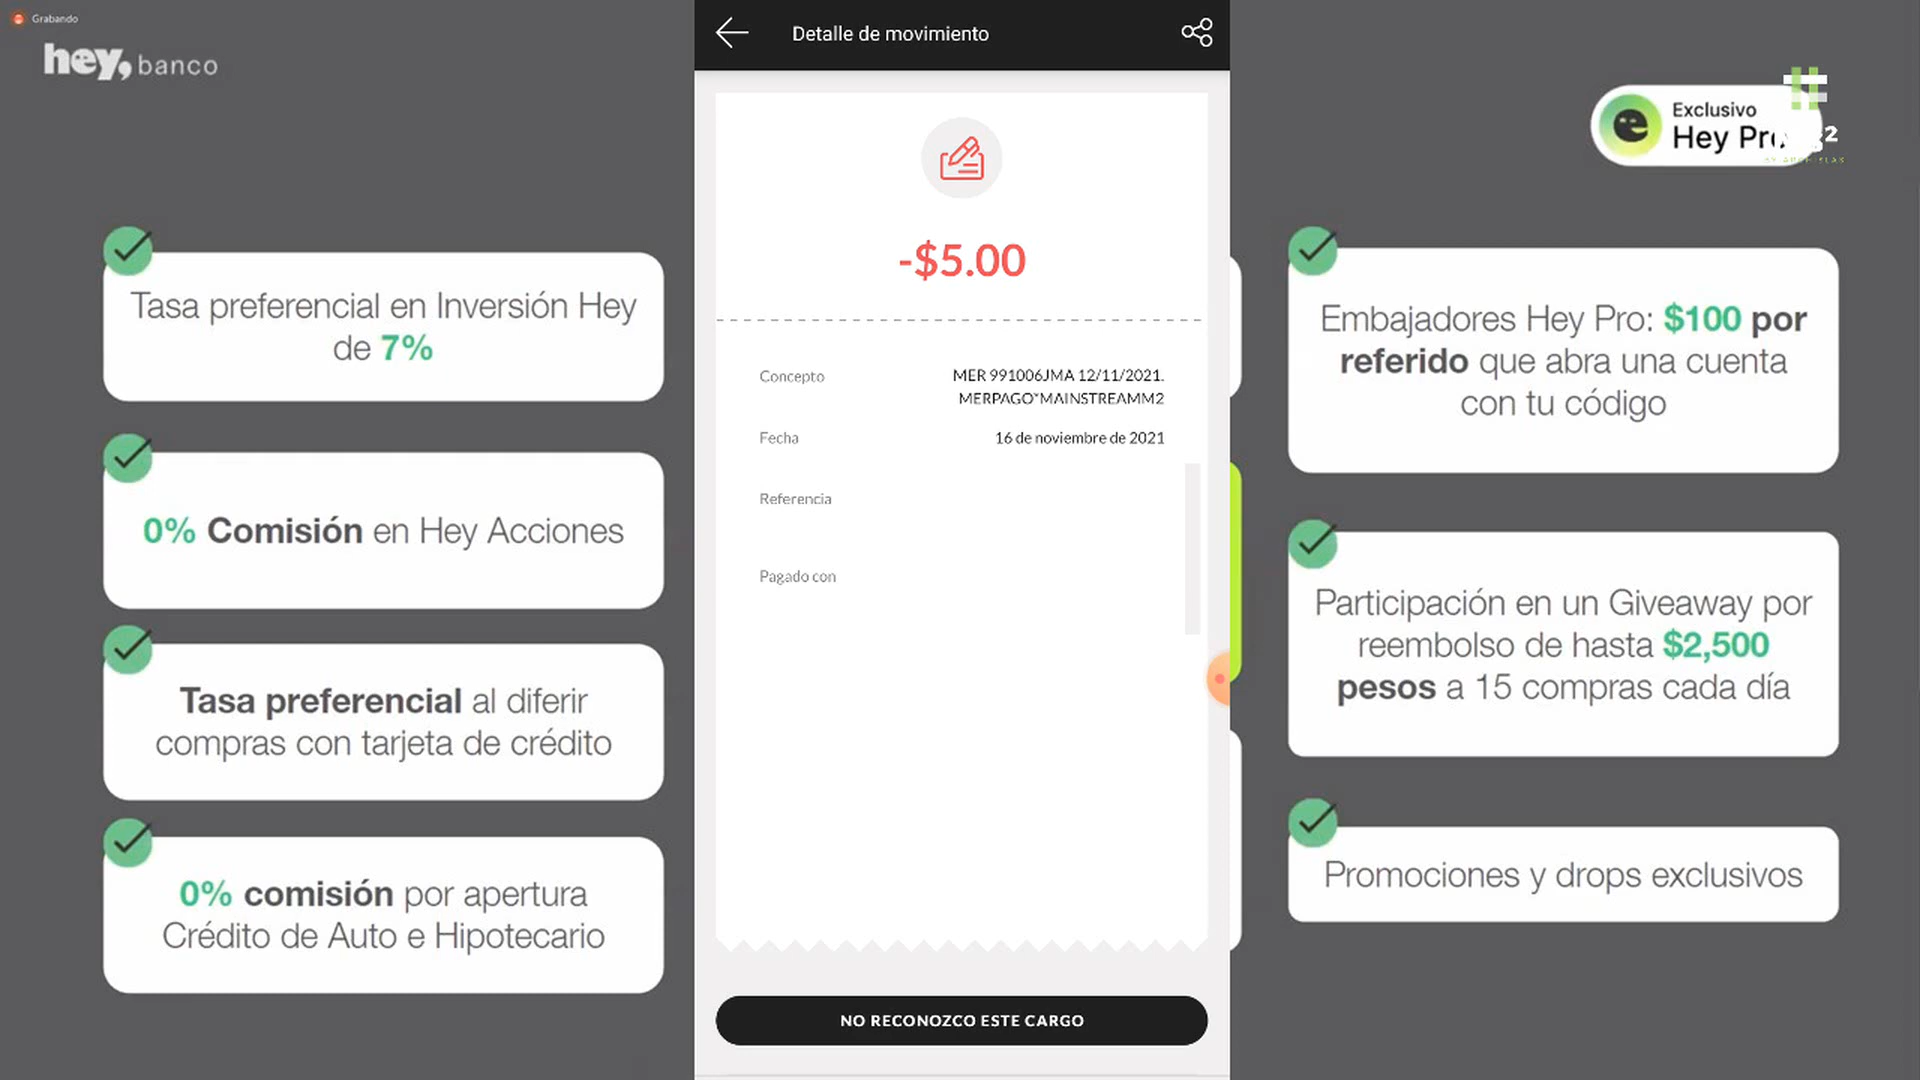 Grabando
hey, banco
Tasa preferencial en Inversión Hey
de 7%
0% Comisión en Hey Acciones
Tasa preferencial al diferir
compras con tarjeta de crédito
0% comisión por apertura
Crédito de Auto e Hipotecario
Detalle de movimiento
-$5.00
Concepto
MER 991006JMA 12/11/2021.
MERPAGO*MAINSTREAMM2
Fecha
16 de noviembre de 2021
Referencia
Pagado con
NO RECONOZCO ESTE CARGO
Exclusivo
Hey Pro
Embajadores Hey Pro: $100 por
referido que abra una cuenta
con tu código
Participación en un Giveaway por
reembolso de hasta $2,500
pesos a 15 compras cada día
Promociones y drops exclusivos